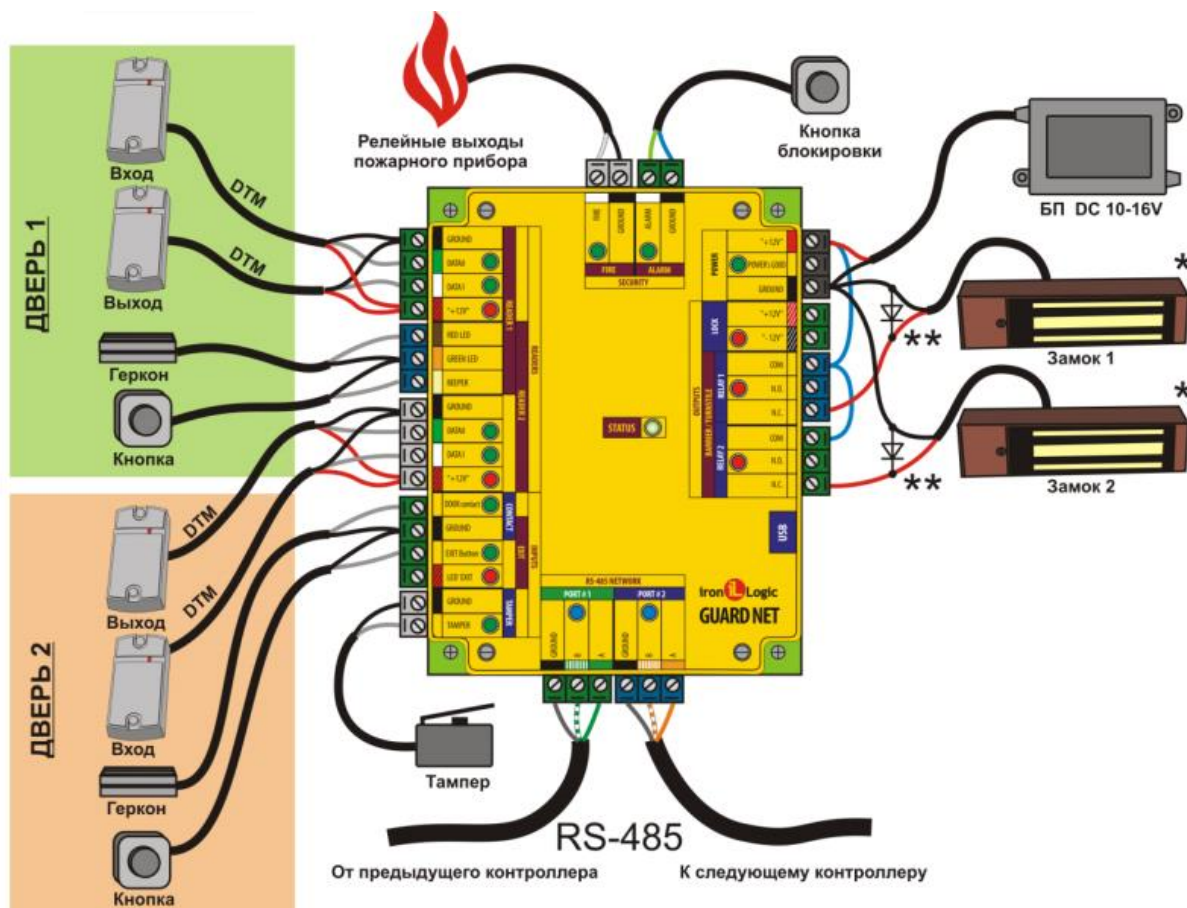 ДВЕРЬ 1
Вход
DTM
Выход
DTM
Геркон
Кнопка
ДВЕРЬ 2
Выход
DTM
Вход
DTM
Геркон
Кнопка
Релейные выходы
пожарного прибора
Кнопка
блокировки
БП DC 10-16V
*
Замок 1
**
*
Замок 2
**
FIRE
GROUND
ALARM
GROUND
FIRE
ALARM
SECURITY
GROUND
DATA0
DATA1
"+12V"
RED LED
GREEN LED
BEEPER
GROUND
DATA0
DATA1
"+12V"
READER 1
READER 2
READERS
DOOR contact
GROUND
EXIT Button
LED EXIT
GROUND
TAMPER
CONTACT
EXIT
TAMPER
INPUTS
STATUS
POWER
"+12V"
POWER's GOOD
GROUND
LOCK
"+12V"
"-12V"
OUTPUTS
BARRIER/TURNSTILE
RELAY 1
COM
N.O.
N.C.
RELAY 2
COM
N.O.
N.C.
USB
RS-485 NETWORK
PORT # 1
PORT # 2
GROUND
B
A
GROUND
B
A
Iron iL Logic
GUARD NET
Тампер
RS-485
От предыдущего контроллера
К следующему контроллеру